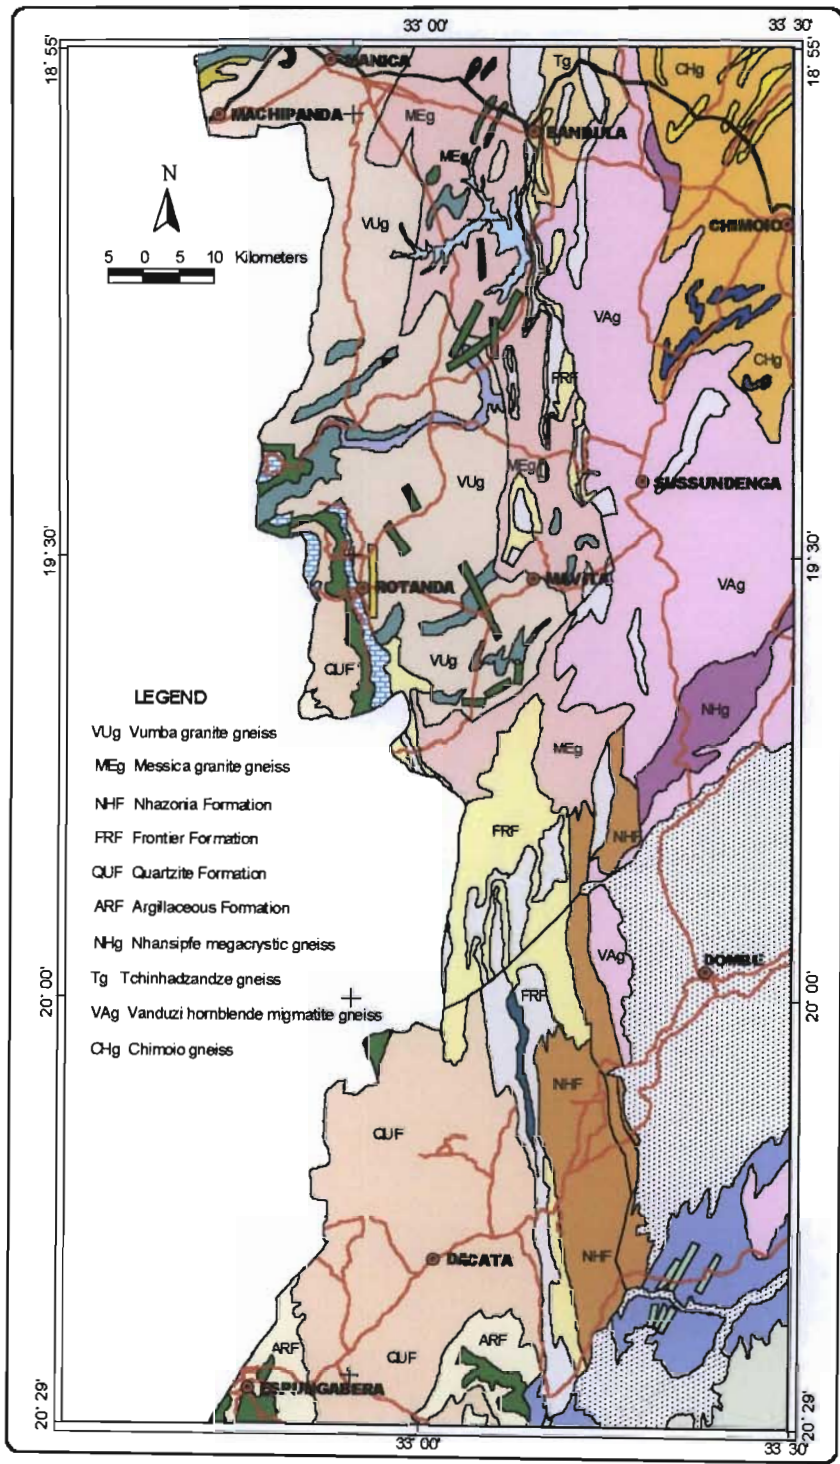 33 00
33 30
18 55
18 55
MANICA
Tg
CHg
MACHIPANDA
MEg
BANDULA
MEg
N
VUg
CHIMOIO
5 0 5 10 Kilometers
VAg
CHg
FRF
MEg
VUg
SUSSUNDENGA
19° 30'
19° 30'
ROTANDA
MAVITA
VAg
QUF
VUg
LEGEND
NHg
VUg Vumba granite gneiss
MEg
MEg Messica granite gneiss
NHF Nhazonia Formation
FRF
NHF
FRF Frontier Formation
QUF Quartzite Formation
ARF Argillaceous Formation
NHg Nhansipfe megacrystic gneiss
VAg
DOMBE
Tg Tchinhadzandze gneiss
20° 00'
20° 00'
FRF
VAg Vanduzi hornblende migmatite gneiss
CHg Chimoio gneiss
NHF
QUF
NHF
DACATA
ARF
ARF
QUF
ESPUNGABERA
20° 29'
20° 29'
33 00
33 30